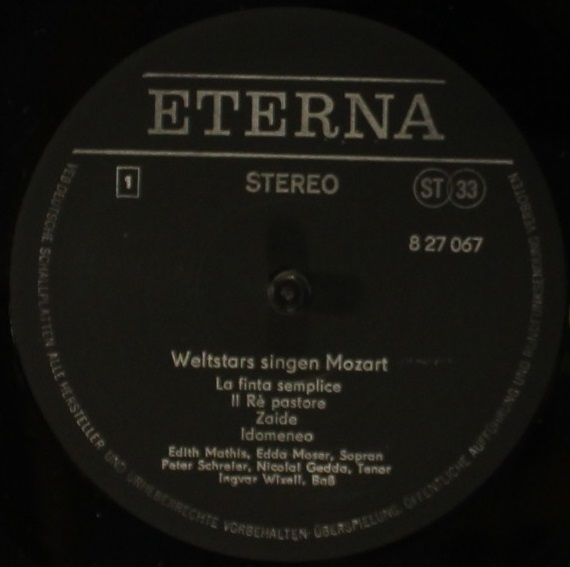 ETERNA
1
STEREO
ST 33
8 27 067
Weltstars singen Mozart
La finta semplice
Il Rè pastore
Zaide
Idomeneo
Edith Mathis, Edda Moser, Sopran
Peter Schreier, Nicolai Gedda, Tenor
Ingvar Wixell, Baß
VEB DEUTSCHE SCHALLPLATTEN · ALLE HERSTELLER- UND URHEBERRECHTE VORBEHALTEN · ÜBERSPIELUNG, ÖFFENTLICHE AUFFÜHRUNG UND RUNDFUNKSENDUNG VERBOTEN